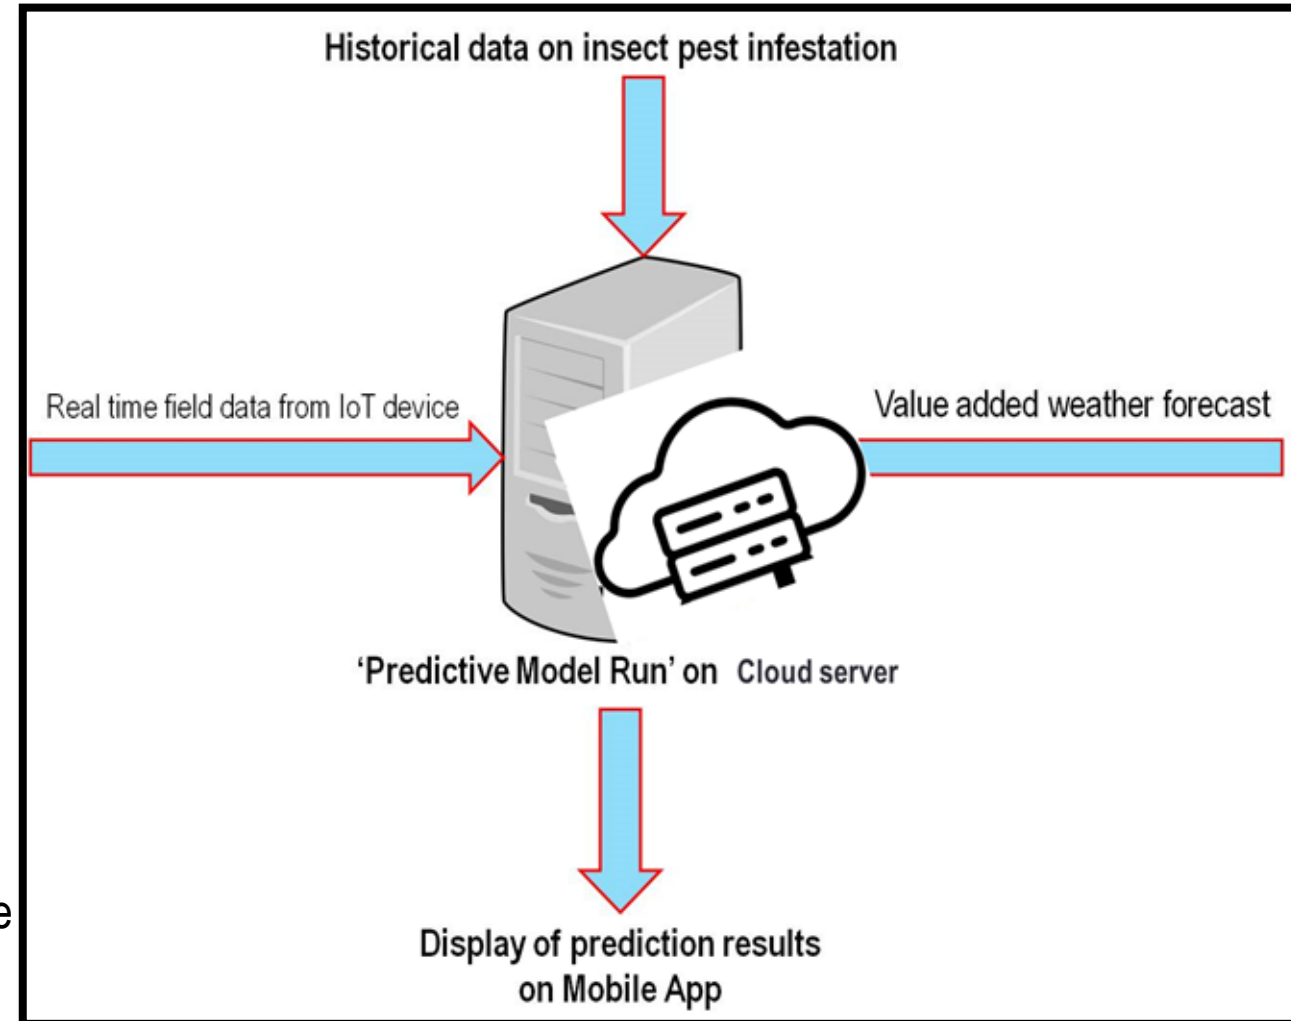 Historical data on insect pest infestation
Real time field data from IoT device
Value added weather forecast
‘Predictive Model Run’ on Cloud server
e
Display of prediction results
on Mobile App